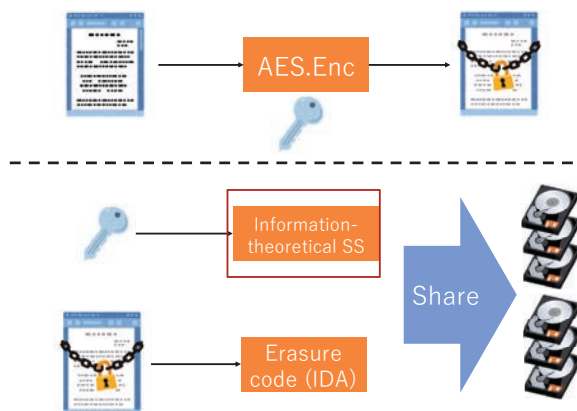 AES.Enc
Information-
theoretical SS
Share
Erasure
code (IDA)